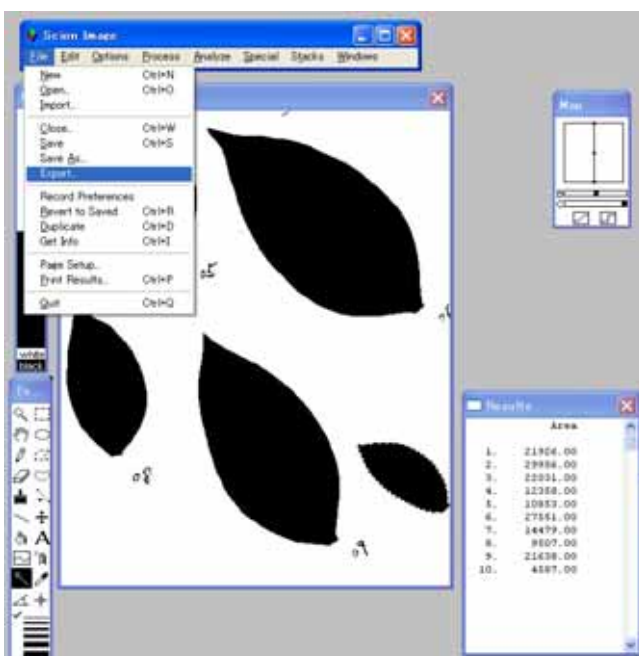 Scion Image
File Edit Options Process Analyze Special Stacks Windows
New Ctrl+N
Open.. Ctrl+O
Import..
Close.. Ctrl+W
Save Ctrl+S
Save As..
Export..
Record Preferences
Revert to Saved Ctrl+R
Duplicate Ctrl+D
Get Info Ctrl+I
Page Setup..
Print Results.. Ctrl+P
Quit Ctrl+Q
Map
05
08
09
white
black
Results
Area
1. 21906.00
2. 29986.00
3. 22031.00
4. 12358.00
5. 10853.00
6. 27551.00
7. 14479.00
8. 9507.00
9. 21638.00
10. 4587.00